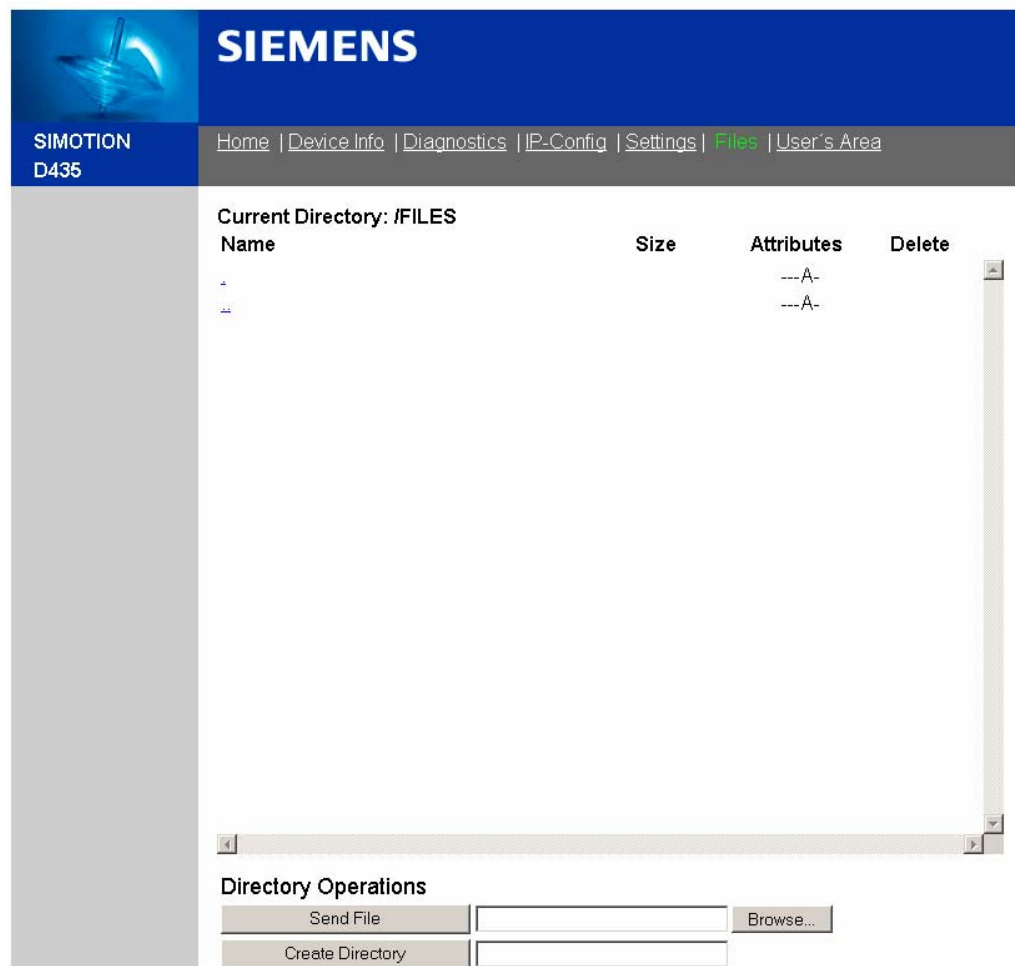 SIEMENS
SIMOTION
D435
Home | Device Info | Diagnostics | IP-Config | Settings | Files | User´s Area
Current Directory: /FILES
Name Size Attributes Delete
. ---A-
.. ---A-
Directory Operations
Send File Browse...
Create Directory